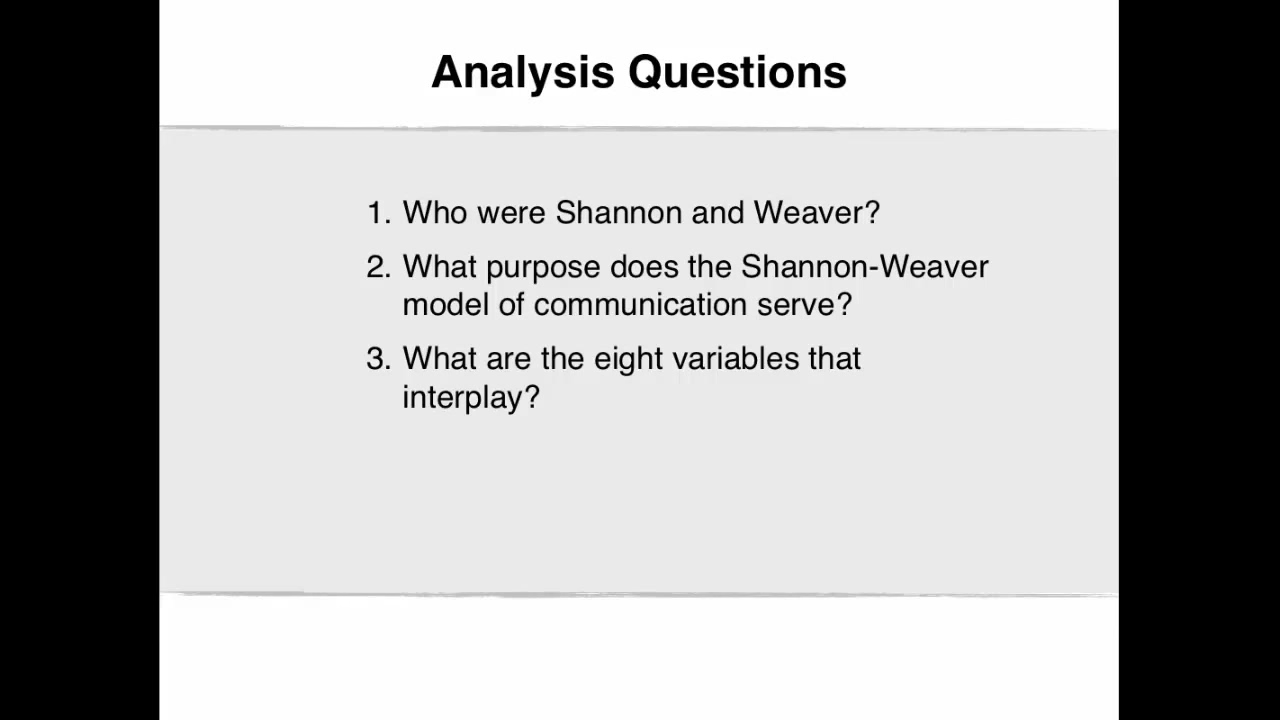 Analysis Questions
1. Who were Shannon and Weaver?
2. What purpose does the Shannon-Weaver
model of communication serve?
3. What are the eight variables that
interplay?